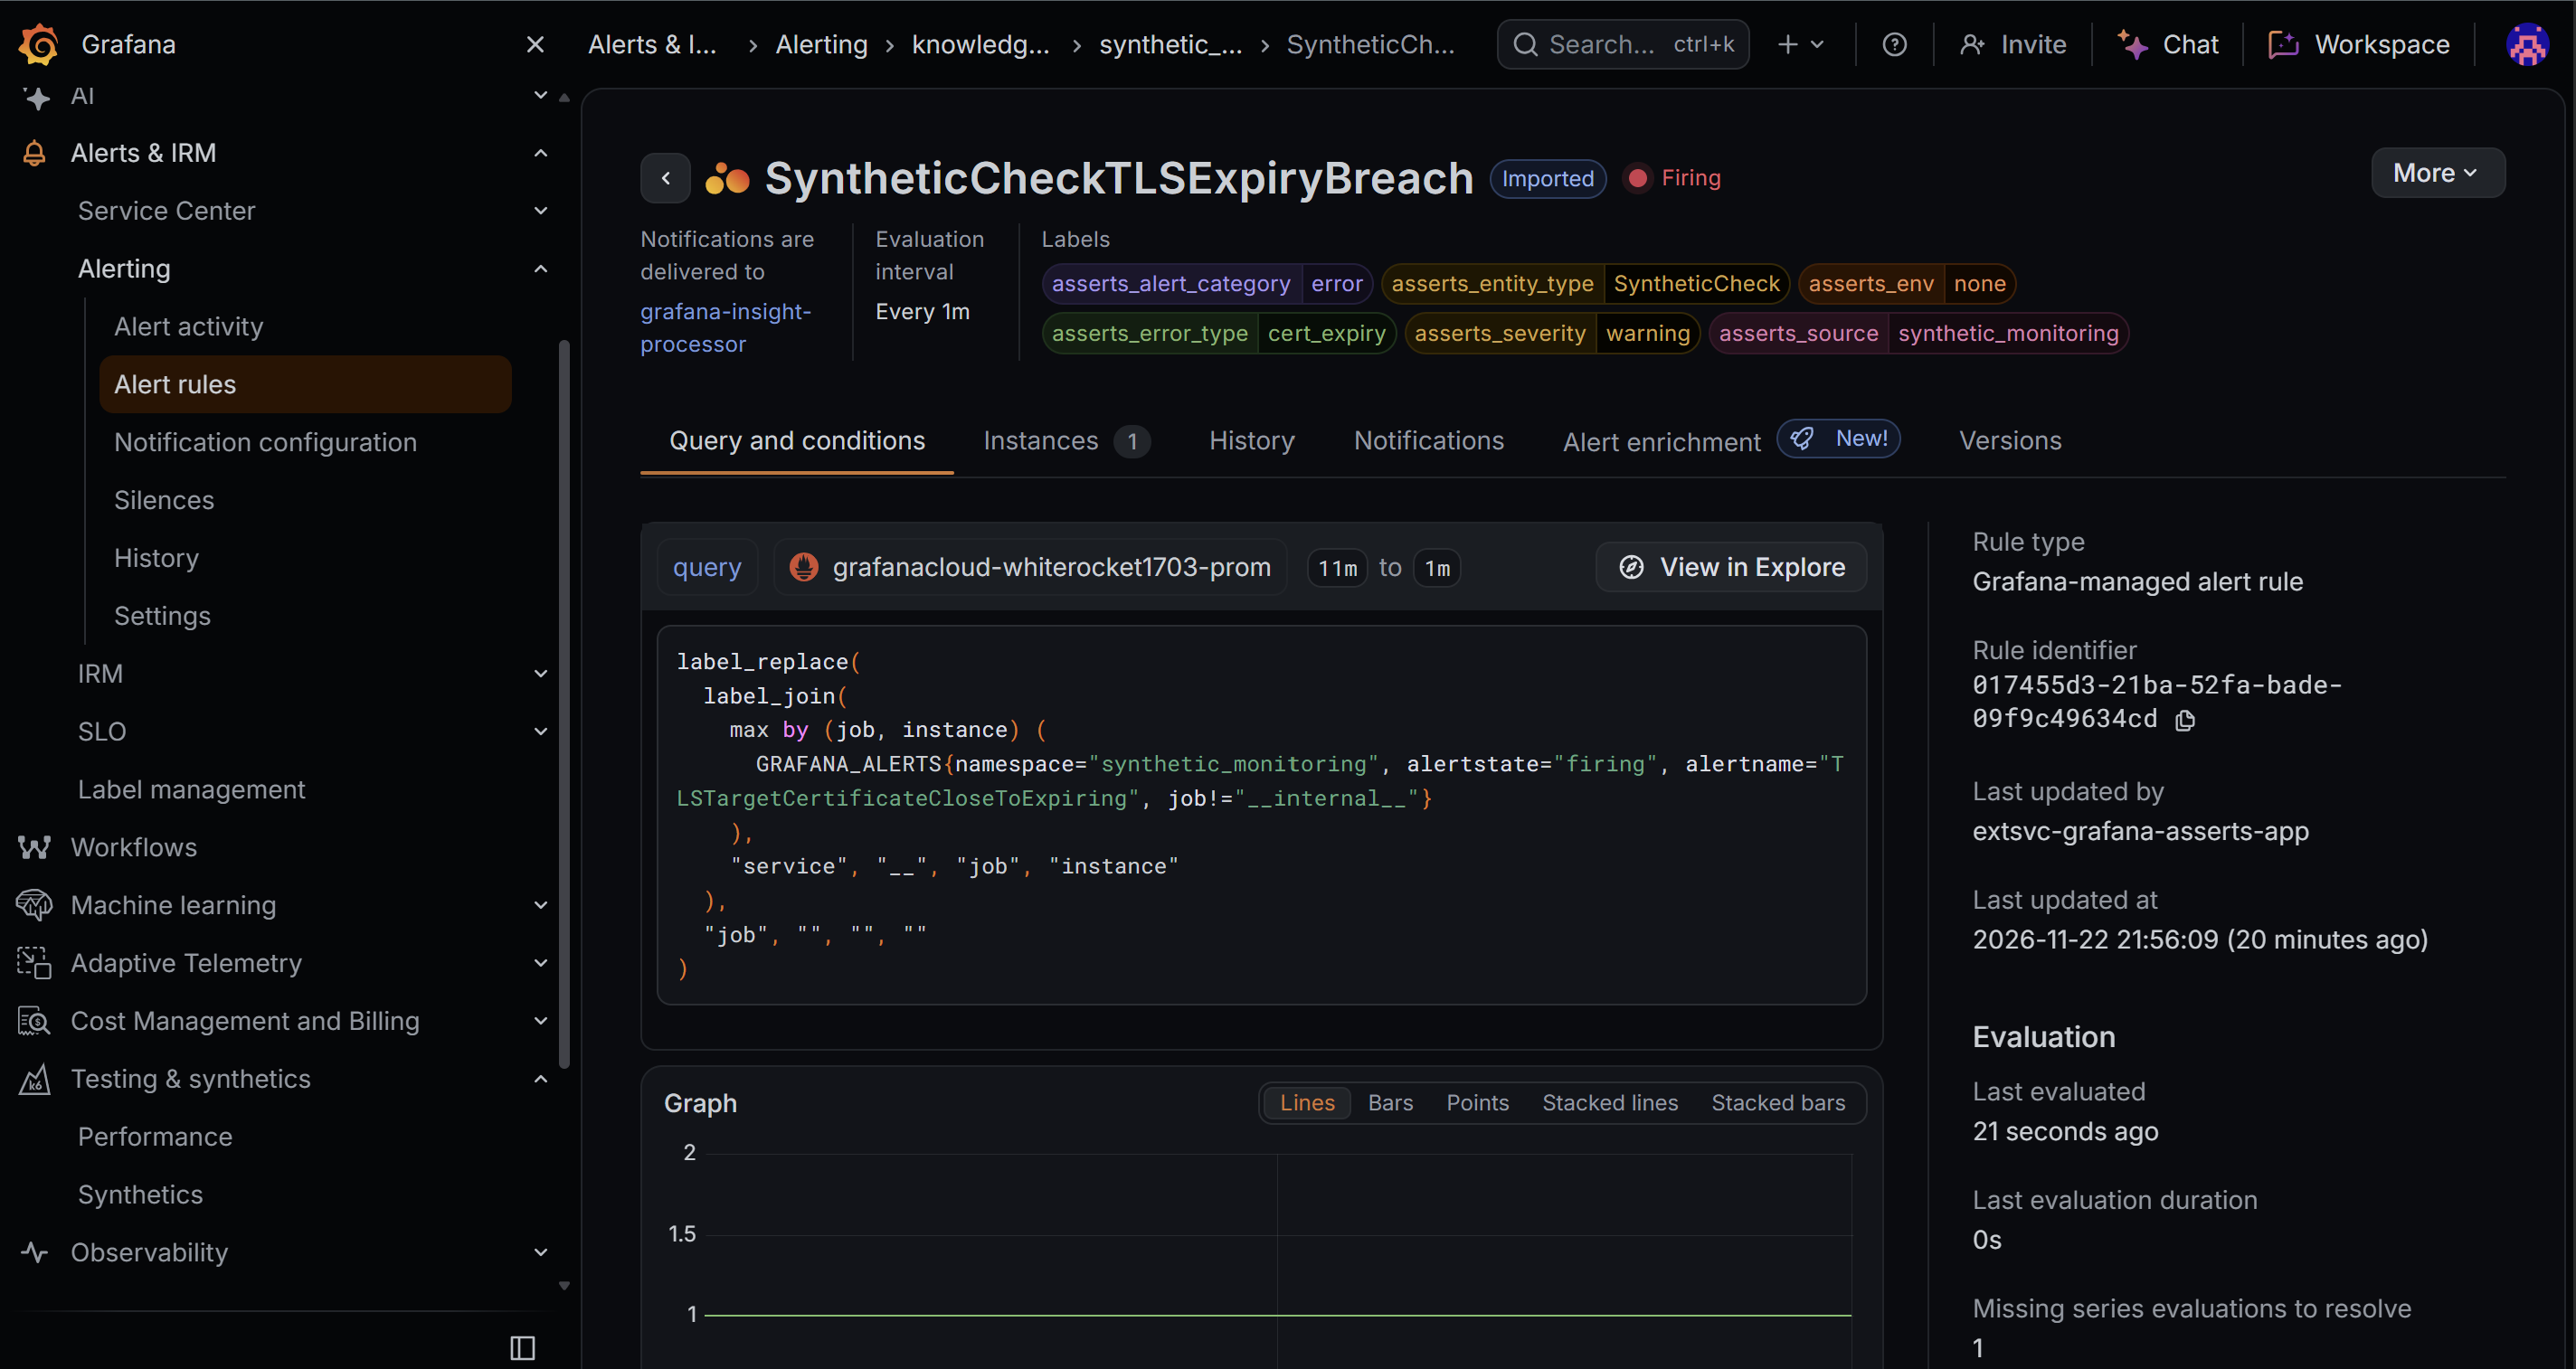 Grafana
Alerts & I... › Alerting › knowledg... › synthetic_... › SyntheticCh...
Search... ctrl+k
Invite
Chat
Workspace
AI
Alerts & IRM
Service Center
Alerting
Alert activity
Alert rules
Notification configuration
Silences
History
Settings
IRM
SLO
Label management
Workflows
Machine learning
Adaptive Telemetry
Cost Management and Billing
Testing & synthetics
k6
Performance
Synthetics
Observability
SyntheticCheckTLSExpiryBreach Imported Firing
More
Notifications are
delivered to
grafana-insight-
processor
Evaluation
interval
Every 1m
Labels
asserts_alert_category error asserts_entity_type SyntheticCheck asserts_env none
asserts_error_type cert_expiry asserts_severity warning asserts_source synthetic_monitoring
Query and conditions Instances 1 History Notifications Alert enrichment New! Versions
query grafanacloud-whiterocket1703-prom 11m to 1m View in Explore
label_replace(
label_join(
max by (job, instance) (
GRAFANA_ALERTS{namespace="synthetic_monitoring", alertstate="firing", alertname="T
LSTargetCertificateCloseToExpiring", job!="__internal__"}
),
"service", "__", "job", "instance"
),
"job", "", "", ""
)
Graph
Lines Bars Points Stacked lines Stacked bars
2
1.5
1
Rule type
Grafana-managed alert rule
Rule identifier
017455d3-21ba-52fa-bade-
09f9c49634cd
Last updated by
extsvc-grafana-asserts-app
Last updated at
2026-11-22 21:56:09 (20 minutes ago)
Evaluation
Last evaluated
21 seconds ago
Last evaluation duration
0s
Missing series evaluations to resolve
1